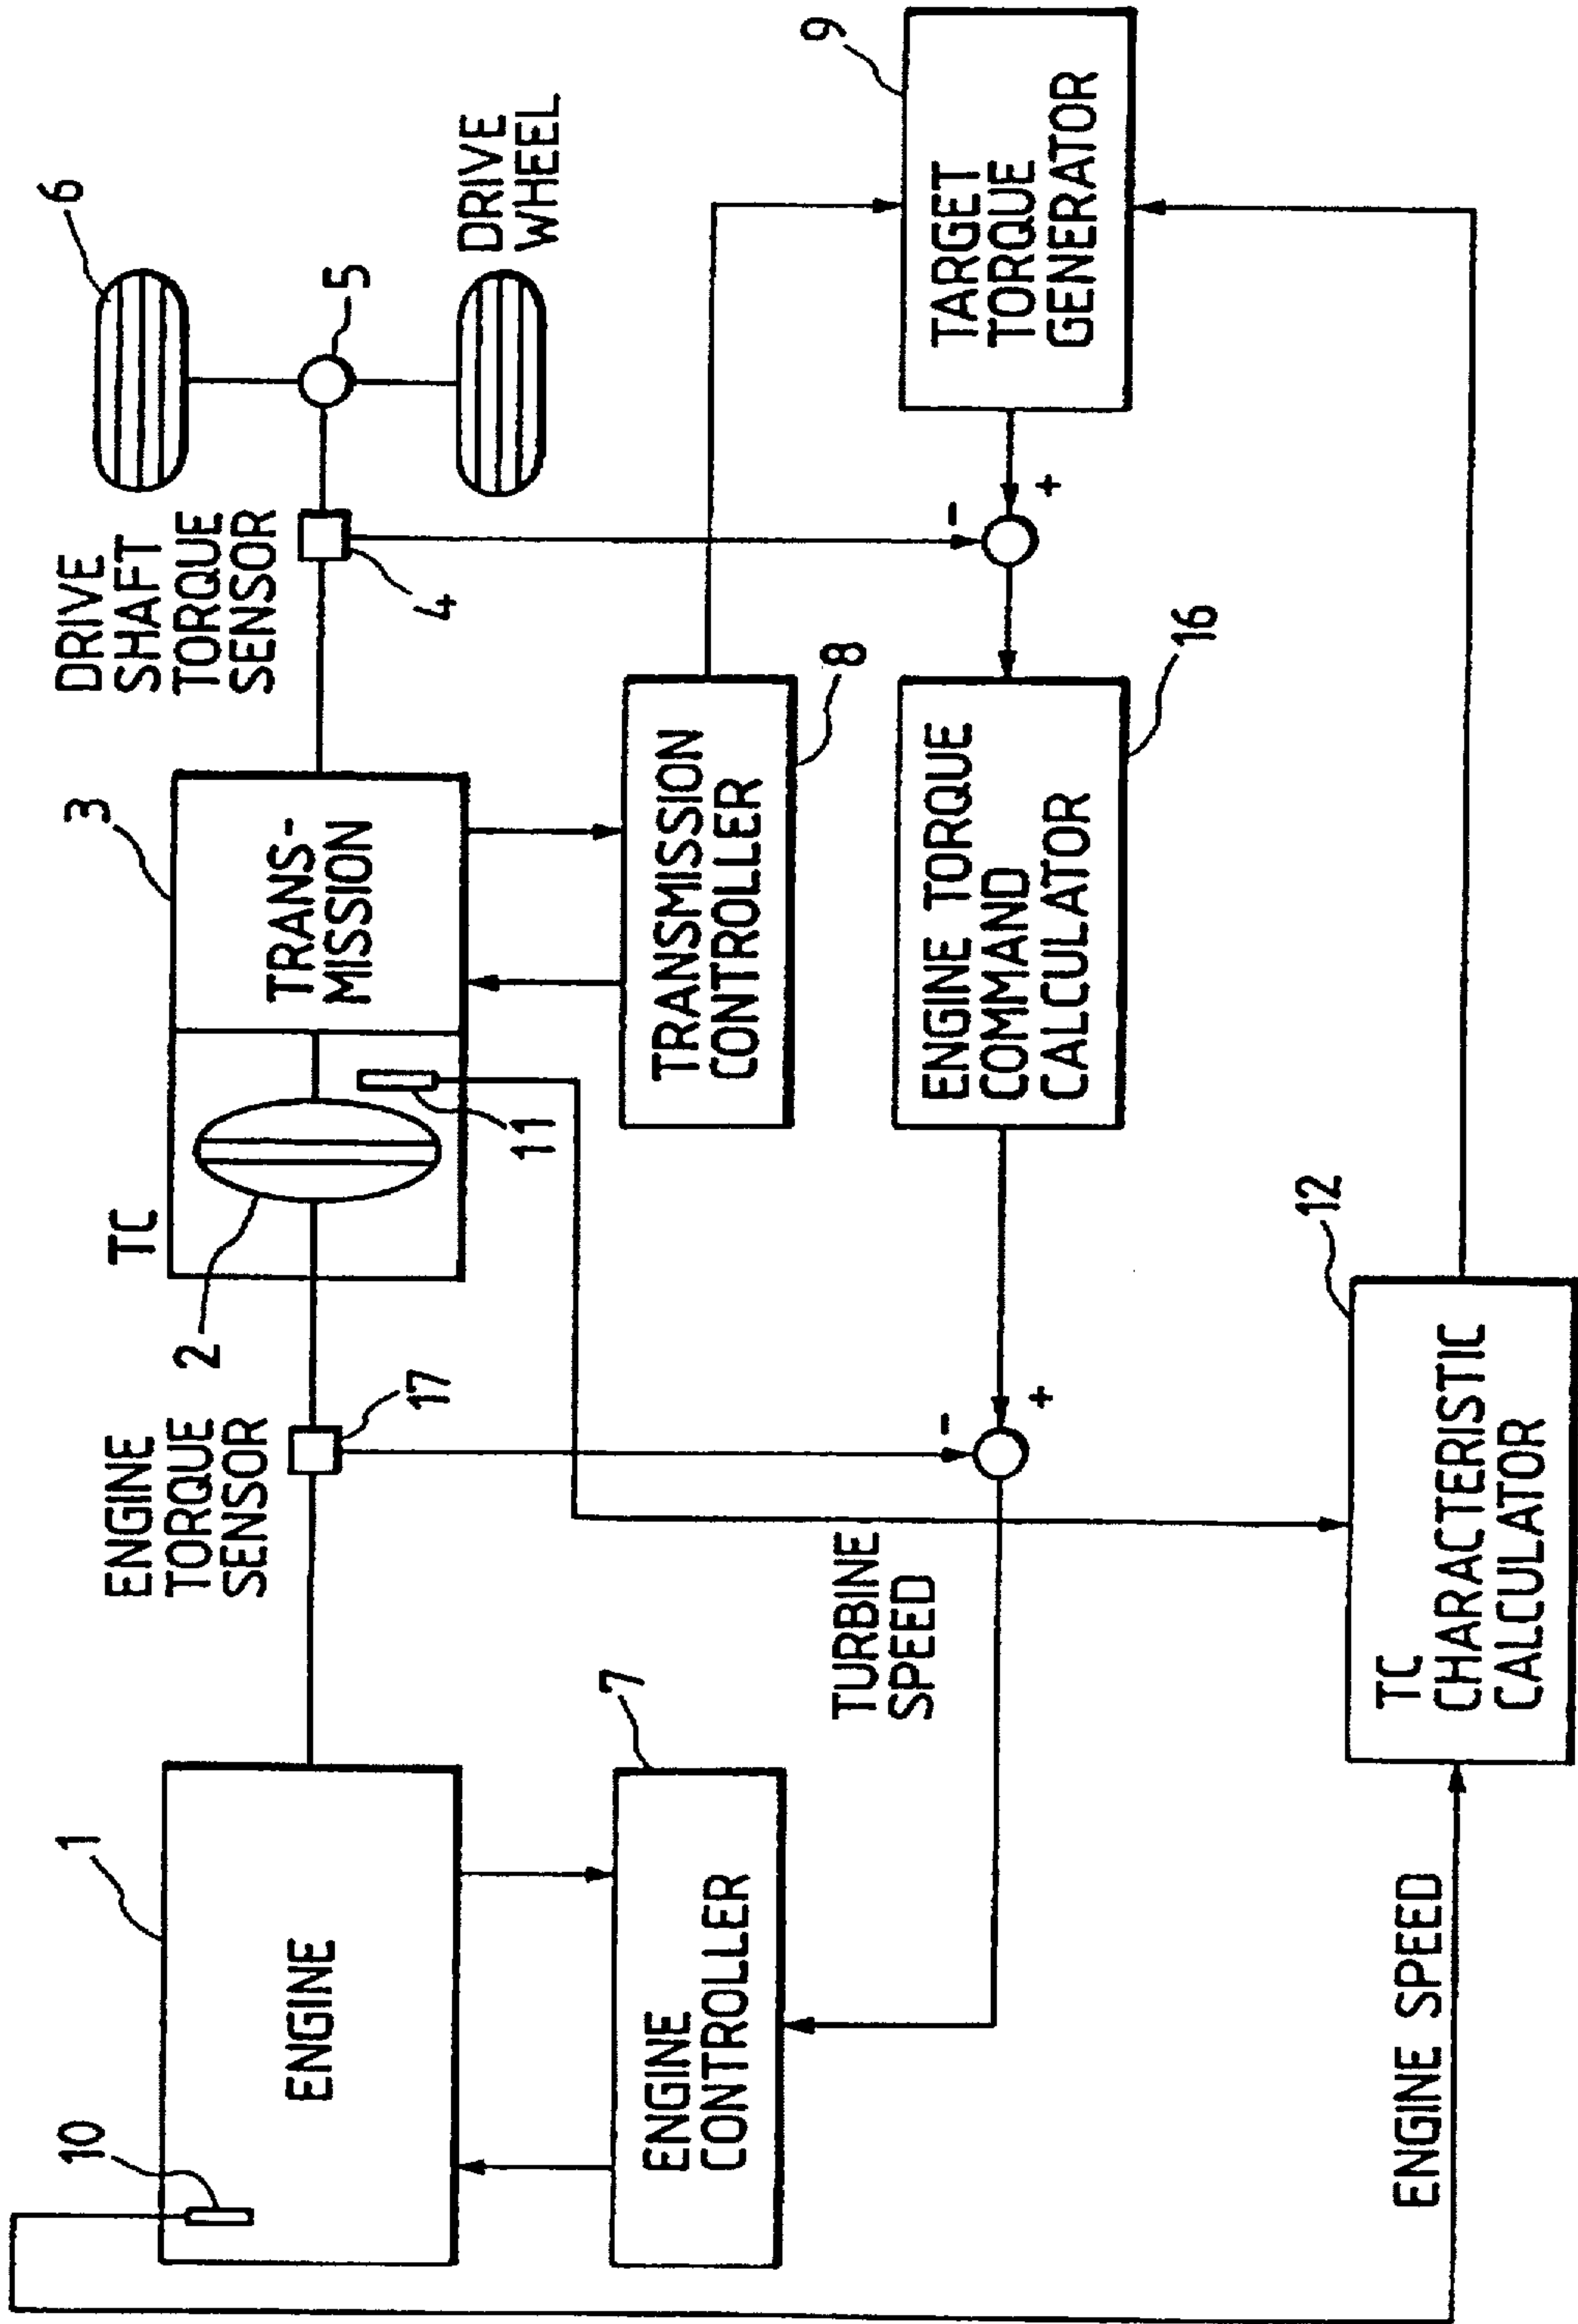 10
1
ENGINE
ENGINE
TORQUE
SENSOR
17
2
TC
11
3
TRANS-
MISSION
DRIVE
SHAFT
TORQUE
SENSOR
4
5
6
DRIVE
WHEEL
7
ENGINE
CONTROLLER
TURBINE
SPEED
8
TRANSMISSION
CONTROLLER
-
+
16
ENGINE TORQUE
COMMAND
CALCULATOR
-
+
9
TARGET
TORQUE
GENERATOR
ENGINE SPEED
12
TC
CHARACTERISTIC
CALCULATOR